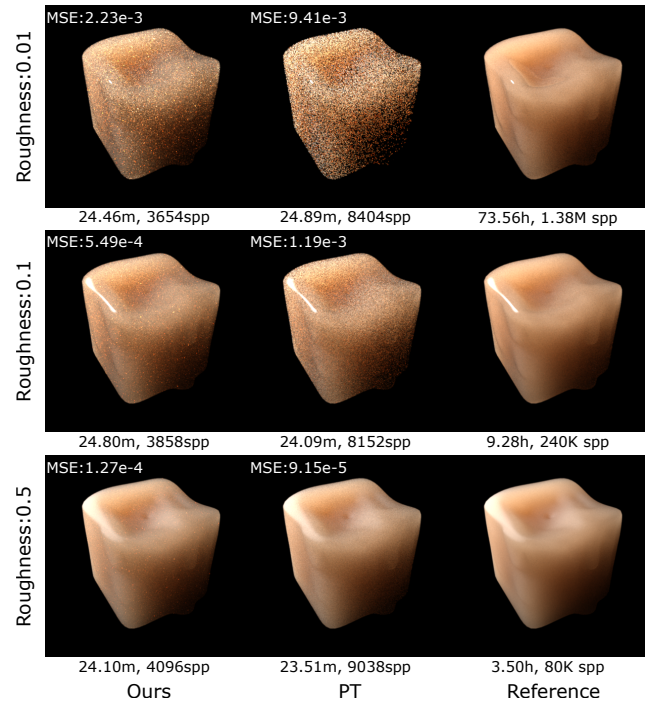 MSE:2.23e-3 MSE:9.41e-3
Roughness:0.01
24.46m, 3654spp 24.89m, 8404spp 73.56h, 1.38M spp
MSE:5.49e-4 MSE:1.19e-3
Roughness:0.1
24.80m, 3858spp 24.09m, 8152spp 9.28h, 240K spp
MSE:1.27e-4 MSE:9.15e-5
Roughness:0.5
24.10m, 4096spp 23.51m, 9038spp 3.50h, 80K spp
Ours PT Reference